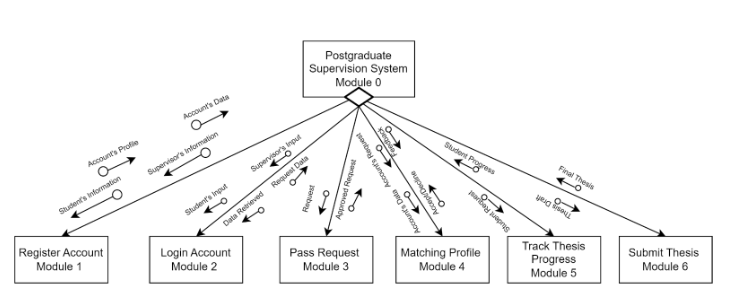 Postgraduate
Supervision System
Module 0
Account's Data
Account's Profile
Supervisor's Information
Student's Information
Supervisor's Input
Request Data
Student's Input
Data Retrieved
Request
Approved Request
Account's Request
Feedback
Account's Data
Accept/Decline
Student Progress
Student Request
Final Thesis
Thesis Draft
Register Account
Module 1
Login Account
Module 2
Pass Request
Module 3
Matching Profile
Module 4
Track Thesis
Progress
Module 5
Submit Thesis
Module 6